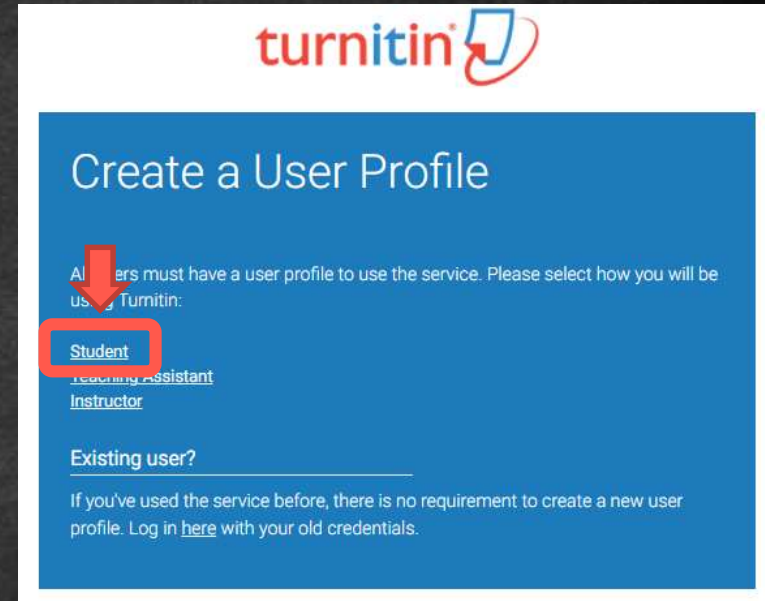 turnitin
Create a User Profile
ers must have a user profile to use the service. Please select how you will be
Turnitin:
Student
Teaching Assistant
Instructor
Existing user?
If you've used the service before, there is no requirement to create a new user
profile. Log in here with your old credentials.